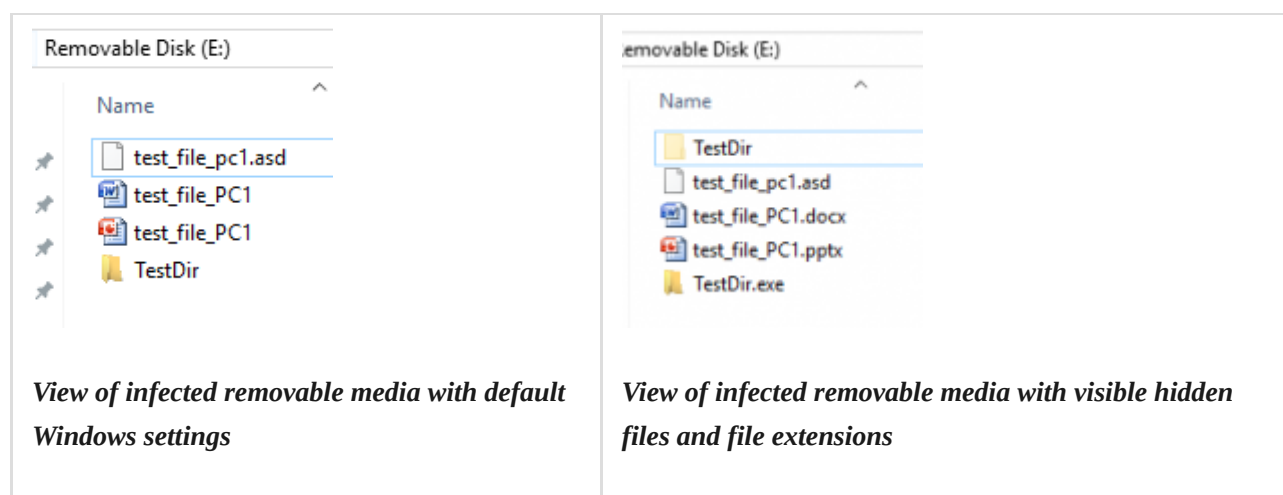 Removable Disk (E:)
Name
test_file_pc1.asd
test_file_PC1
test_file_PC1
TestDir
View of infected removable media with default
Windows settings
emovable Disk (E:)
Name
TestDir
test_file_pc1.asd
test_file_PC1.docx
test_file_PC1.pptx
TestDir.exe
View of infected removable media with visible hidden
files and file extensions